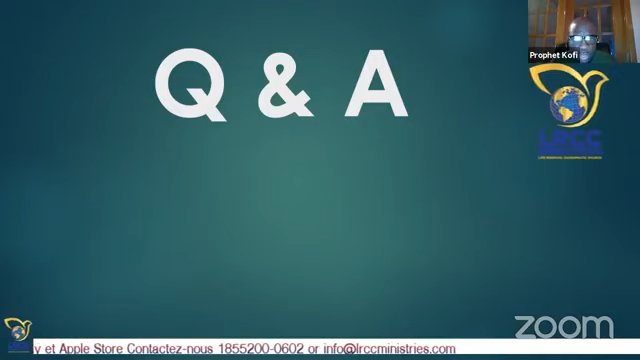 Q & A
Prophet Kofi
LRCC
zoom
y et Apple Store Contactez-nous 1855200-0602 or info@lrccministries.com